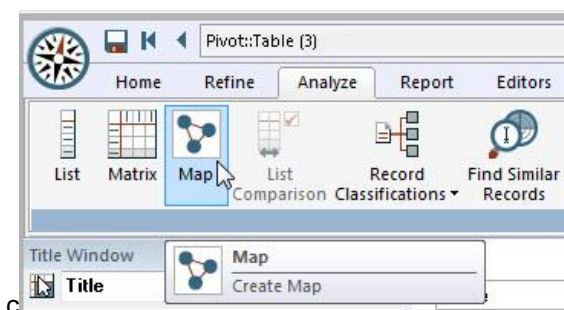 Pivot::Table (3)
Home Refine Analyze Report Editors
List Matrix Map List Comparison Record Classifications Find Similar Records
Title Window
Map
Title
Create Map
c